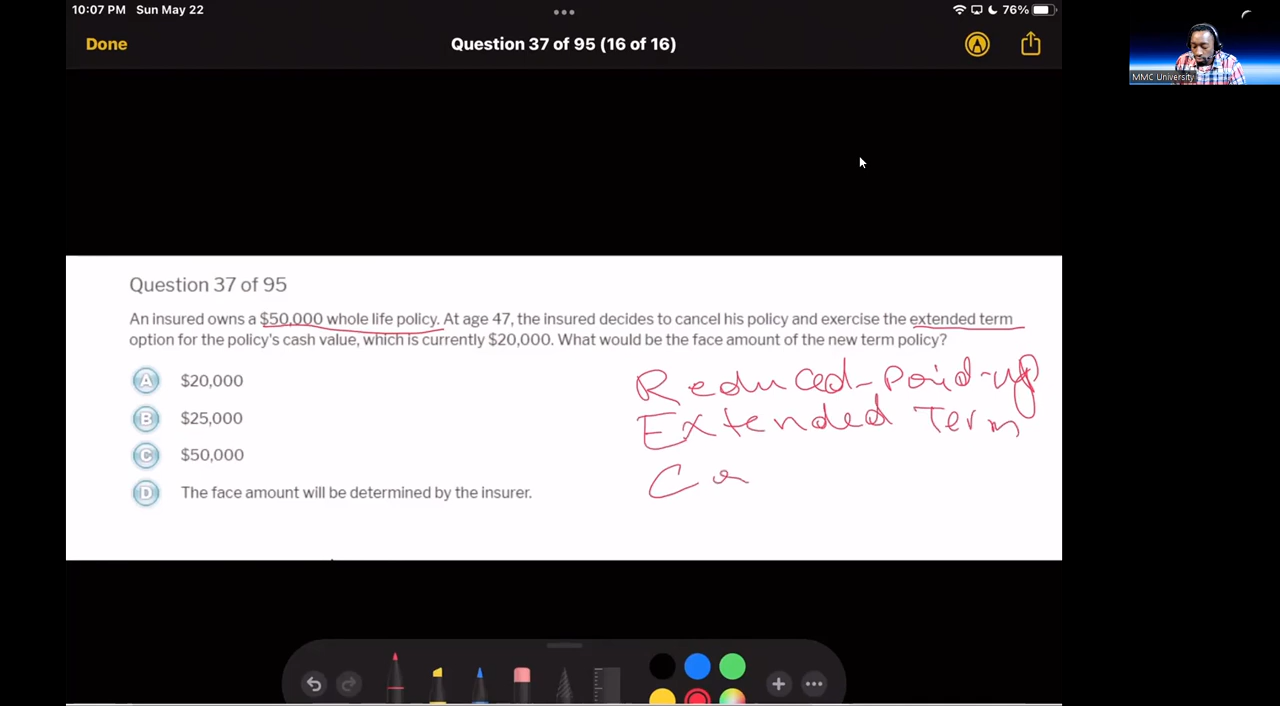 10:07 PM Sun May 22
76%
Done
Question 37 of 95 (16 of 16)
MMC University
Question 37 of 95
An insured owns a $50,000 whole life policy. At age 47, the insured decides to cancel his policy and exercise the extended term
option for the policy's cash value, which is currently $20,000. What would be the face amount of the new term policy?
A $20,000
B $25,000
C $50,000
D The face amount will be determined by the insurer.
Reduced-Paid-up
Extended Term
Ca